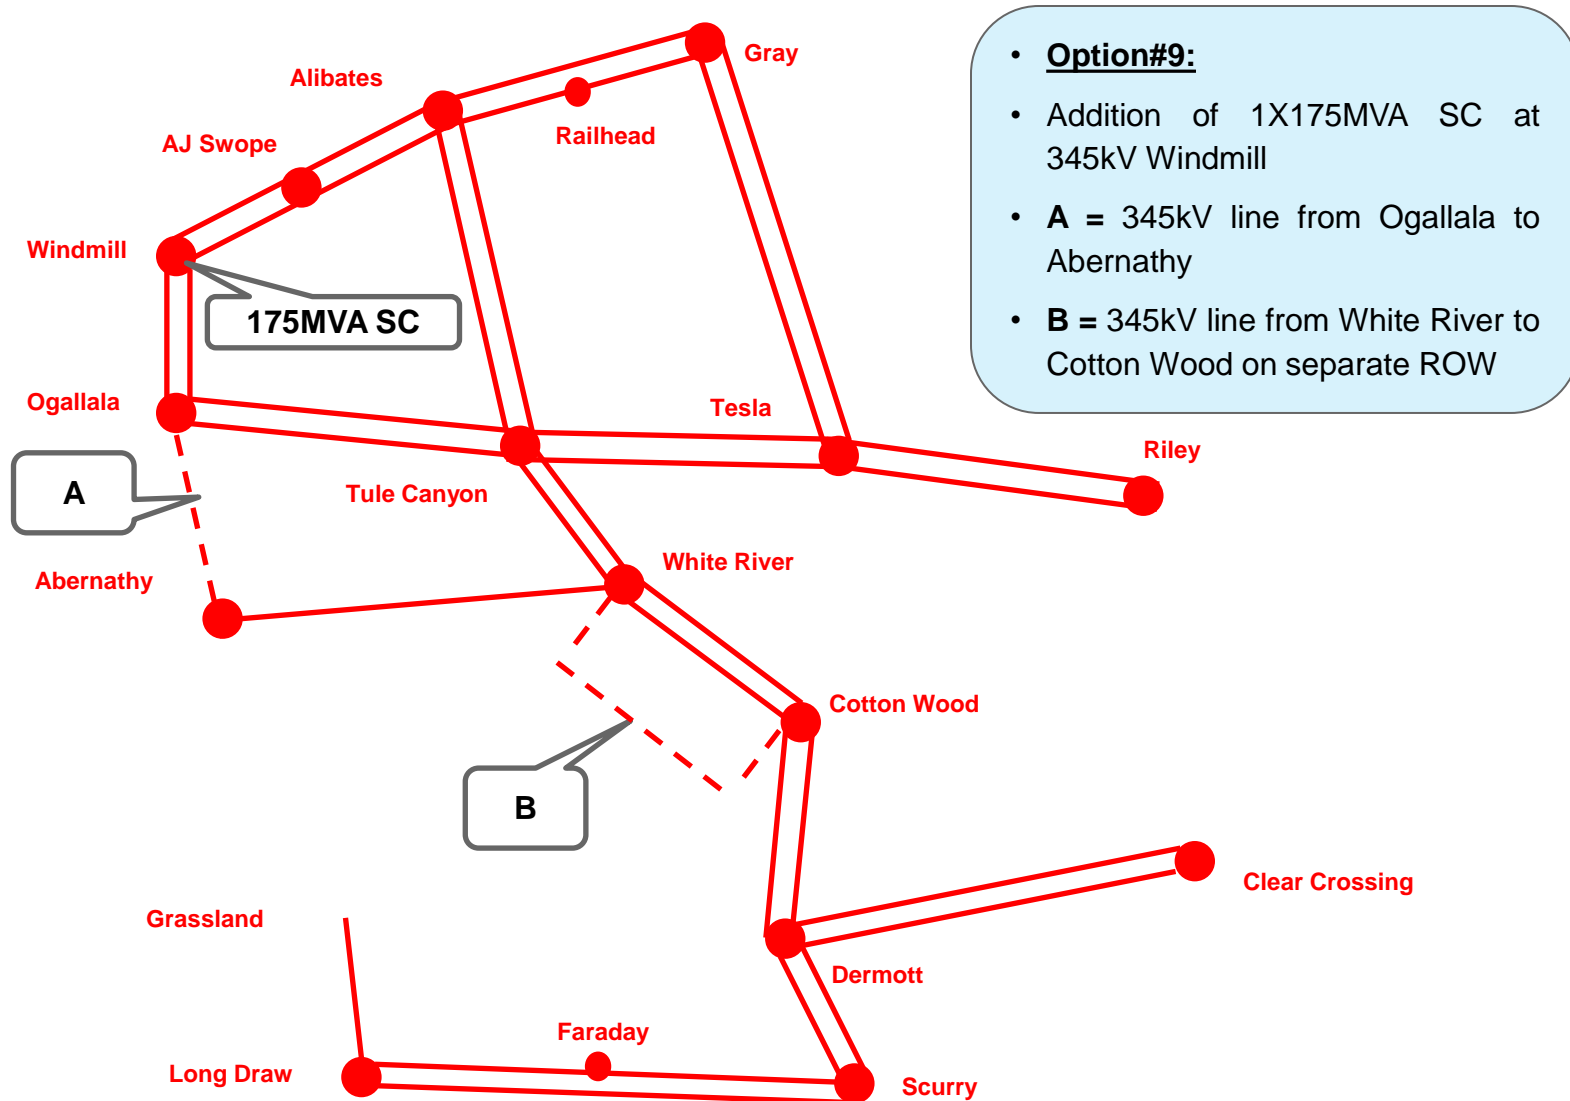 Gray
Alibates
AJ Swope
Railhead
Windmill
175MVA SC
Ogallala
Tesla
Riley
A
Tule Canyon
White River
Abernathy
Cotton Wood
B
Clear Crossing
Grassland
Dermott
Faraday
Long Draw
Scurry
• Option#9:
• Addition of 1X175MVA SC at
345kV Windmill
• A = 345kV line from Ogallala to
Abernathy
• B = 345kV line from White River to
Cotton Wood on separate ROW